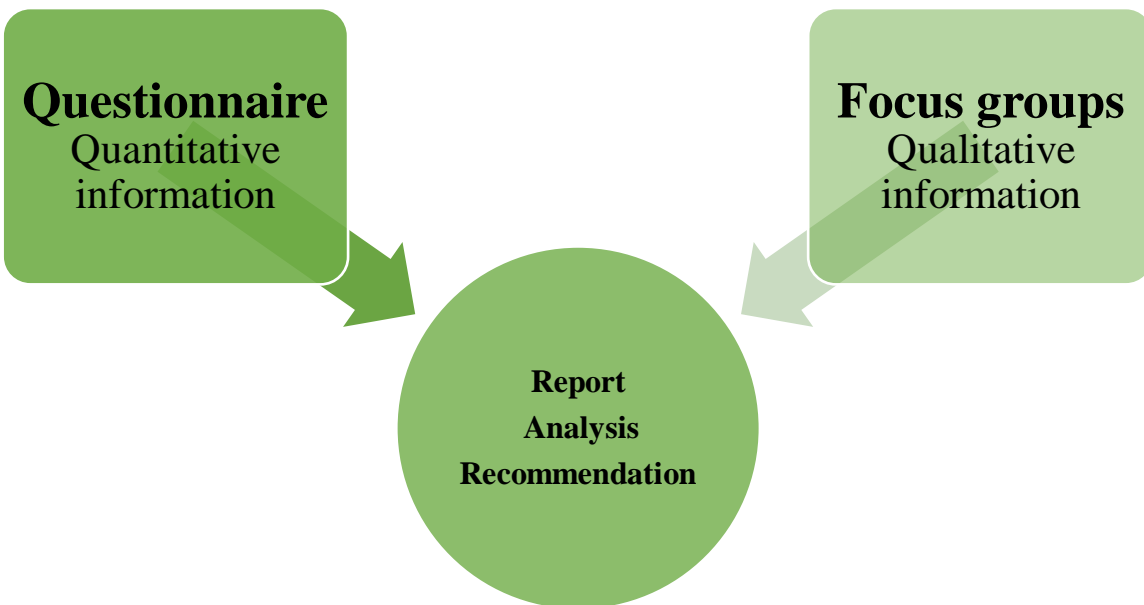 Questionnaire
Quantitative
information
Focus groups
Qualitative
information
Report
Analysis
Recommendation